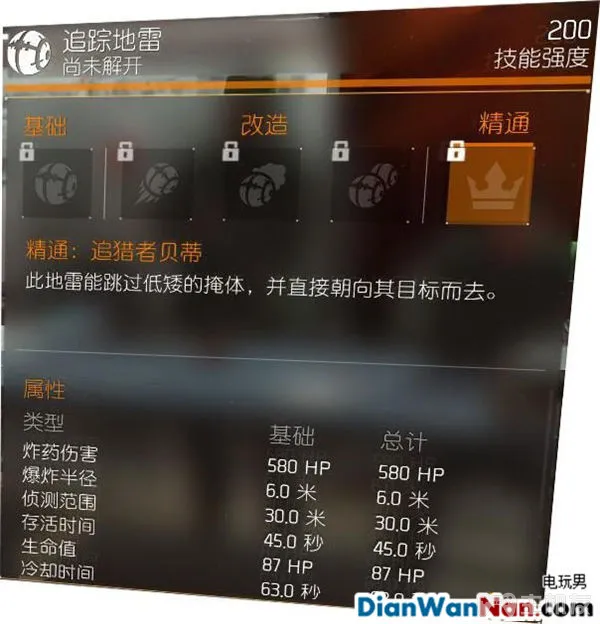 追踪地雷
尚未解开
200
技能强度
基础 改造 精通
精通：追猎者贝蒂
此地雷能跳过低矮的掩体，并直接朝向其目标而去。
属性
类型 基础 总计
炸药伤害 580 HP 580 HP
爆炸半径 6.0 米 6.0 米
侦测范围 30.0 米 30.0 米
存活时间 45.0 秒 45.0 秒
生命值 87 HP 87 HP
冷却时间 63.0 秒
电玩男
DianWanNan.com